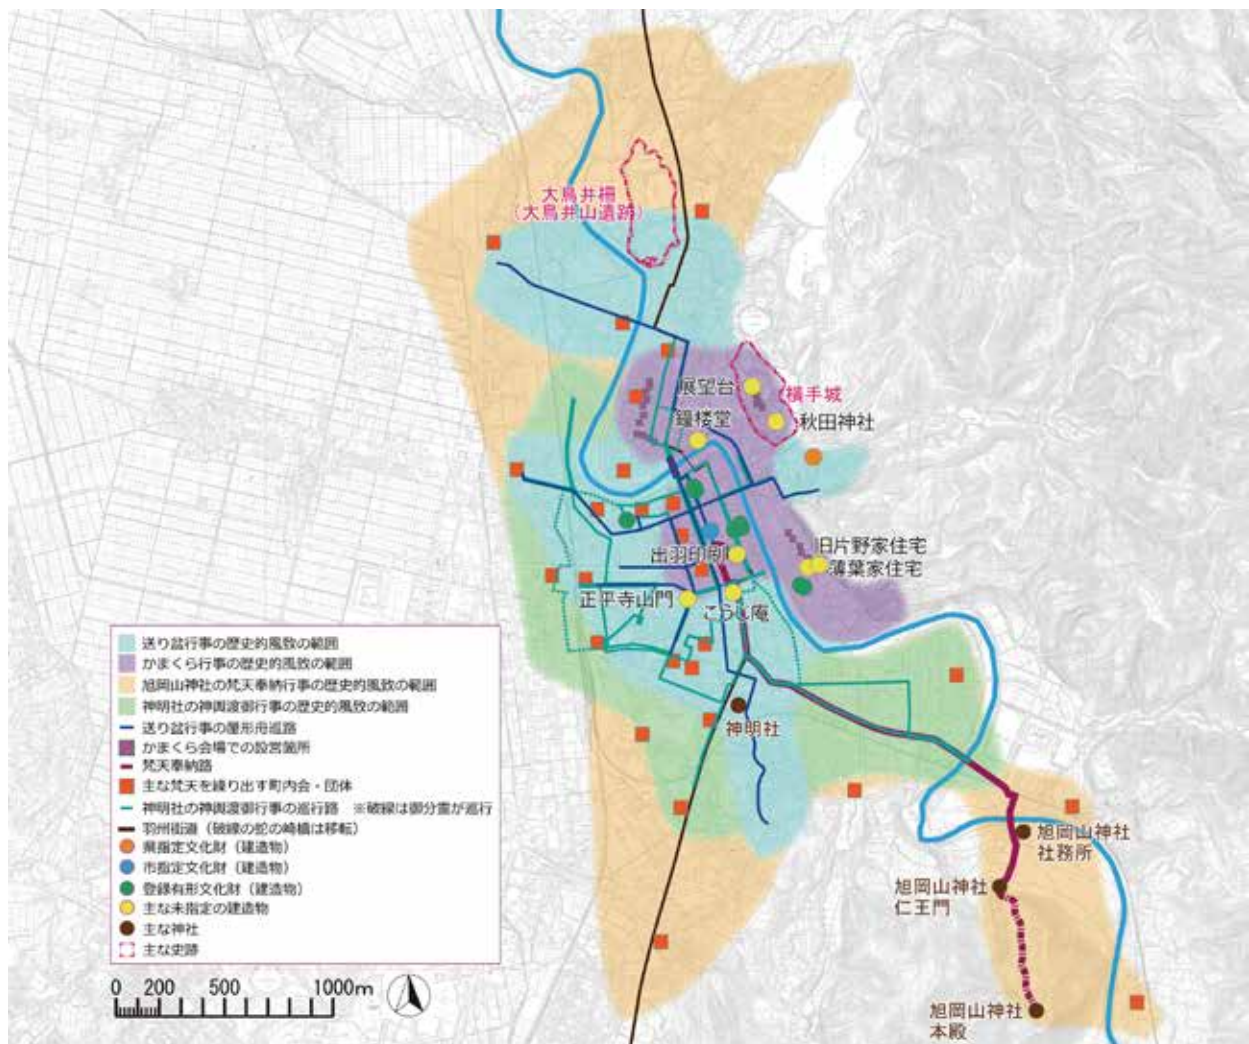 大鳥井柵
（大鳥井山遺跡）
展望台
横手城
鐘楼堂
秋田神社
旧片野家住宅
出羽印刷
薄葉家住宅
正平寺山門
こうじ庵
神明社
旭岡山神社
社務所
旭岡山神社
仁王門
旭岡山神社
本殿
送り盆行事の歴史的風致の範囲
かまくら行事の歴史的風致の範囲
旭岡山神社の梵天奉納行事の歴史的風致の範囲
神明社の神輿渡御行事の歴史的風致の範囲
送り盆行事の屋形舟巡路
かまくら会場での設営箇所
梵天奉納路
主な梵天を繰り出す町内会・団体
神明社の神輿渡御行事の巡行路　※破線は御分霊が巡行
羽州街道（破線の蛇の崎橋は移転）
県指定文化財（建造物）
市指定文化財（建造物）
登録有形文化財（建造物）
主な未指定の建造物
主な神社
主な史跡
0 200 500 1000m